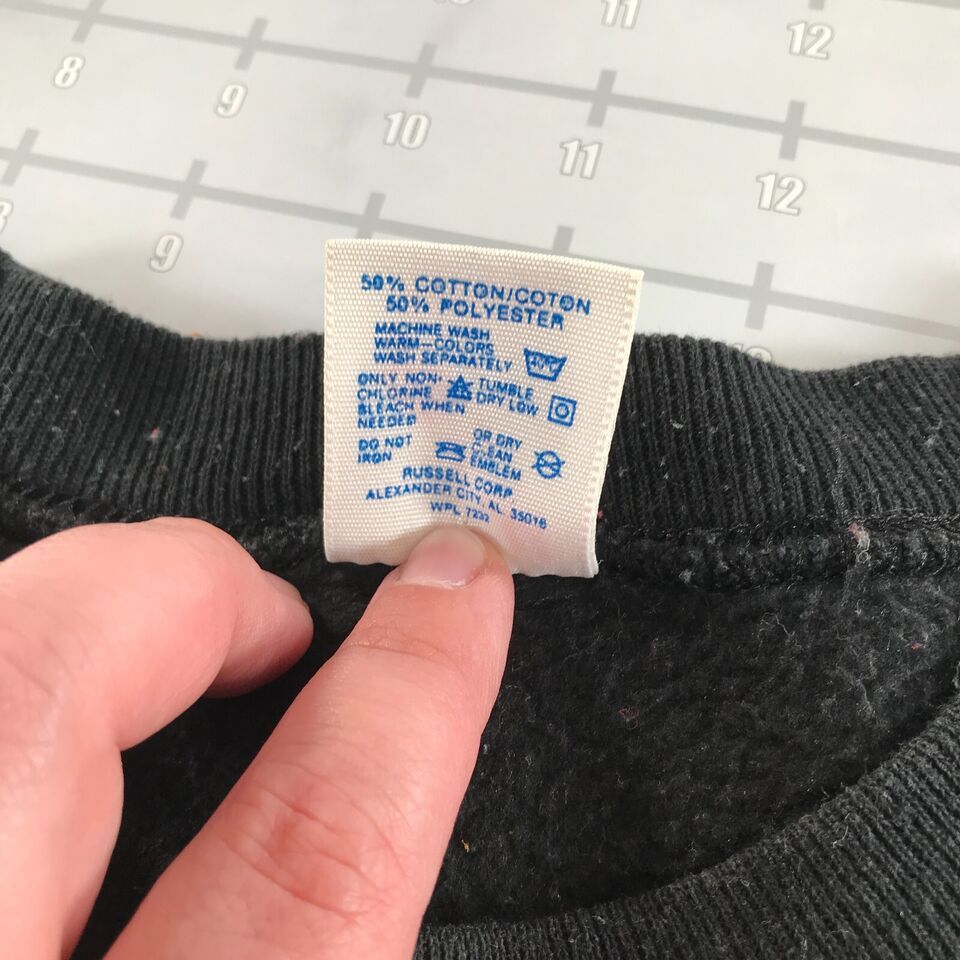 11
12
8
9
10
11
12
9
50% COTTON/COTON
50% POLYESTER
MACHINE WASH
WARM—COLORS
WASH SEPARATELY
ONLY NON-
CHLORINE
BLEACH WHEN
NEEDED
TUMBLE
DRY LOW
DO NOT
IRON
OR DRY
CLEAN
EMBLEM
RUSSELL CORP
ALEXANDER CITY, AL 35010
WPL 7232